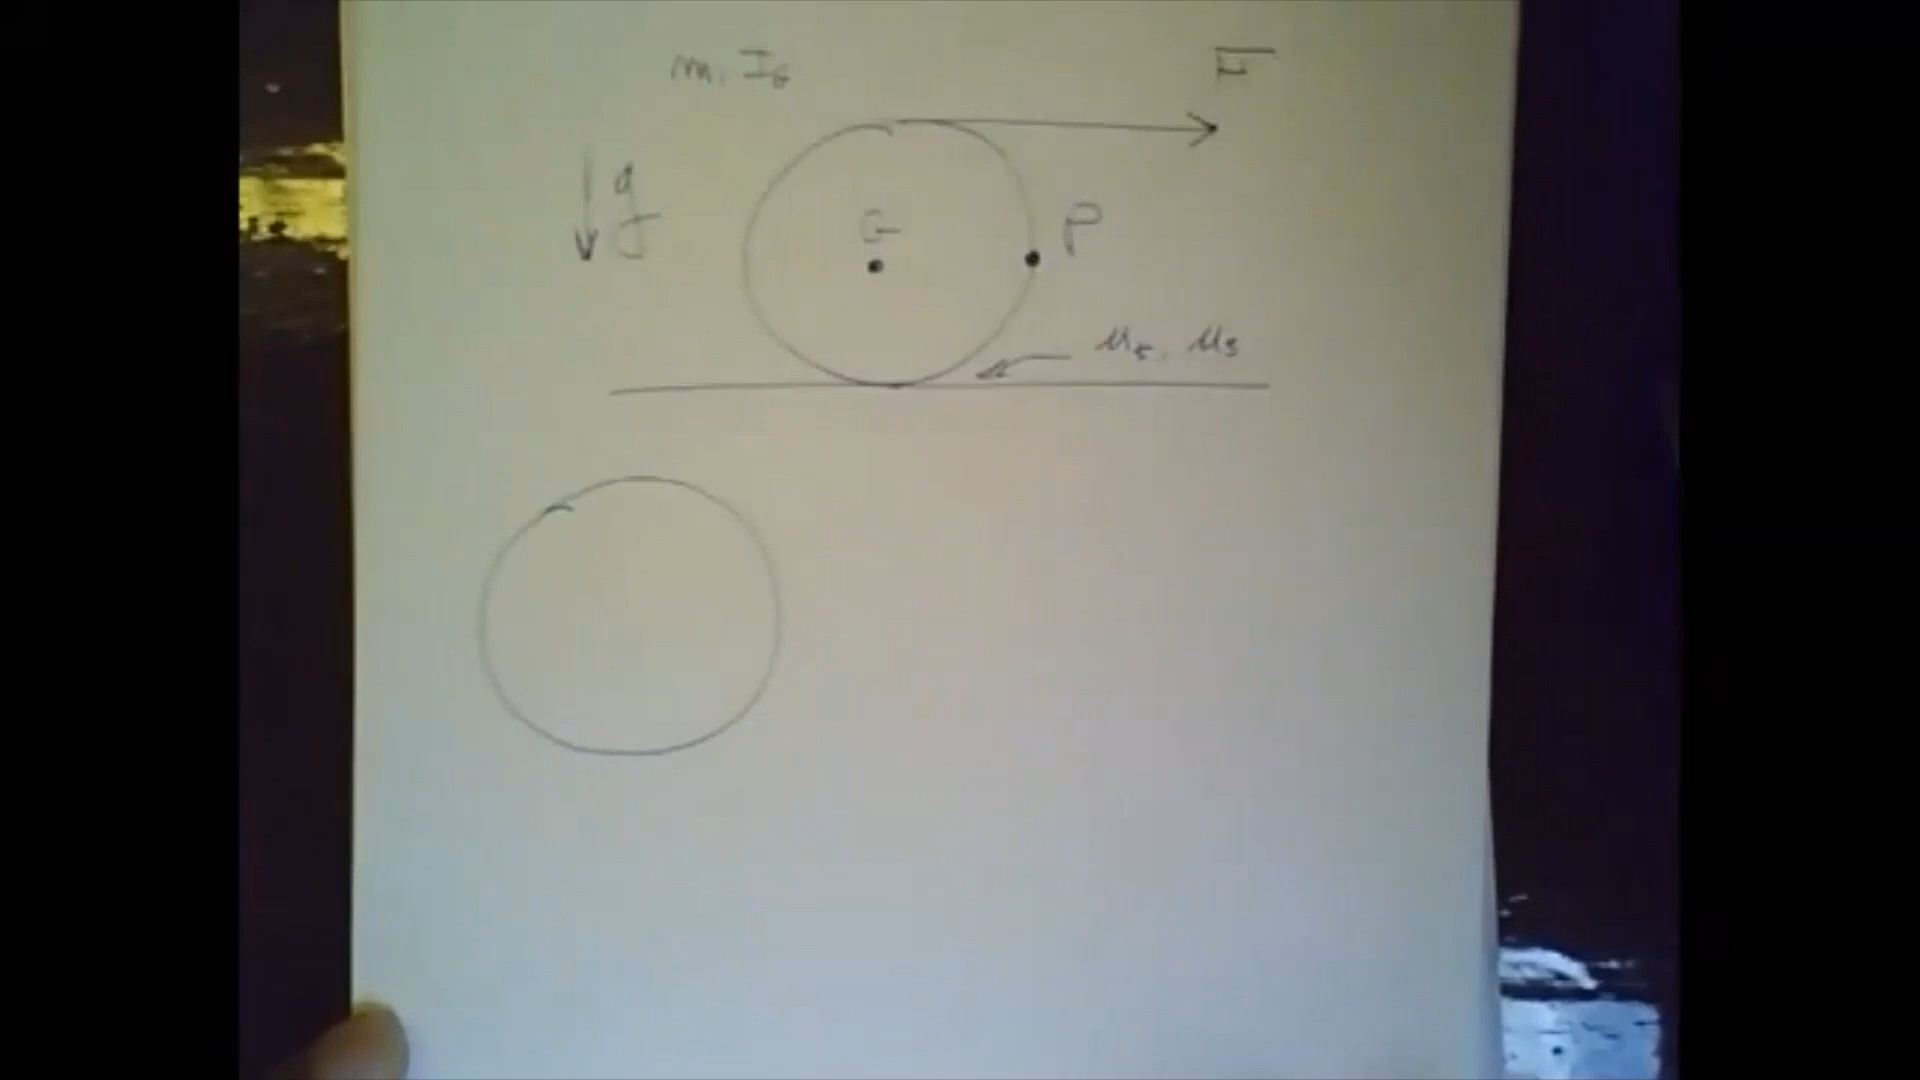 m, I_G
F
g
G
P
μ_k, μ_s